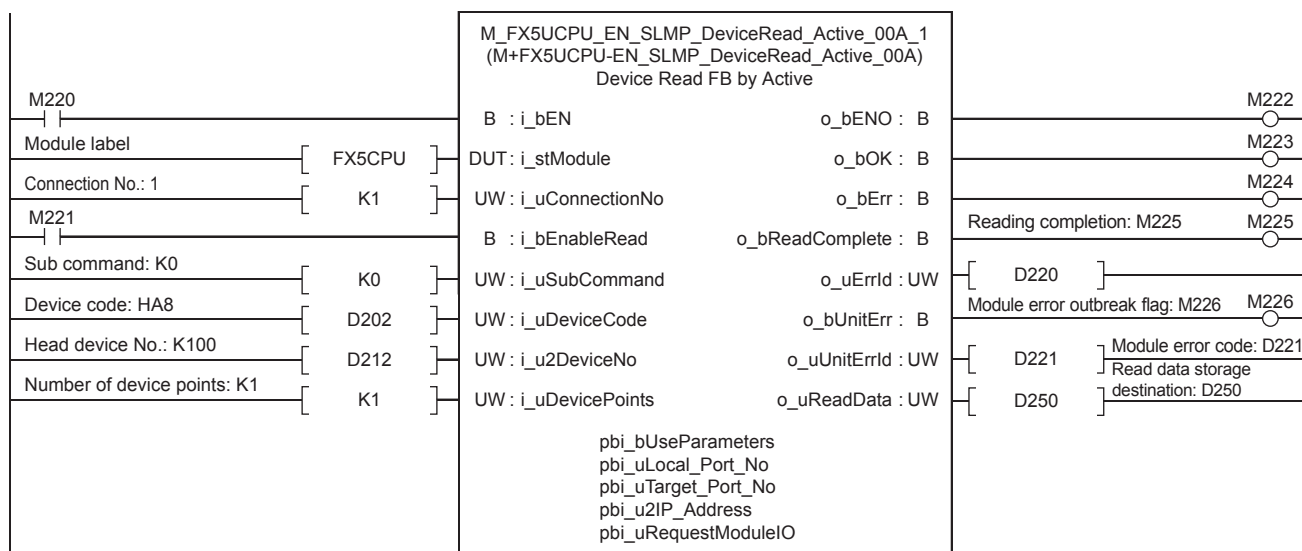 M_FX5UCPU_EN_SLMP_DeviceRead_Active_00A_1
(M+FX5UCPU-EN_SLMP_DeviceRead_Active_00A)
Device Read FB by Active
M220
B : i_bEN o_bENO : B
M222
Module label
FX5CPU
DUT : i_stModule o_bOK : B
M223
Connection No.: 1
K1
UW : i_uConnectionNo o_bErr : B
M224
M221
B : i_bEnableRead o_bReadComplete : B
Reading completion: M225 M225
Sub command: K0
K0
UW : i_uSubCommand o_uErrId : UW
D220
Device code: HA8
D202
UW : i_uDeviceCode o_bUnitErr : B
Module error outbreak flag: M226 M226
Head device No.: K100
D212
UW : i_u2DeviceNo o_uUnitErrId : UW
D221
Module error code: D221
Number of device points: K1
K1
UW : i_uDevicePoints o_uReadData : UW
D250
Read data storage
destination: D250
pbi_bUseParameters
pbi_uLocal_Port_No
pbi_uTarget_Port_No
pbi_u2IP_Address
pbi_uRequestModuleIO